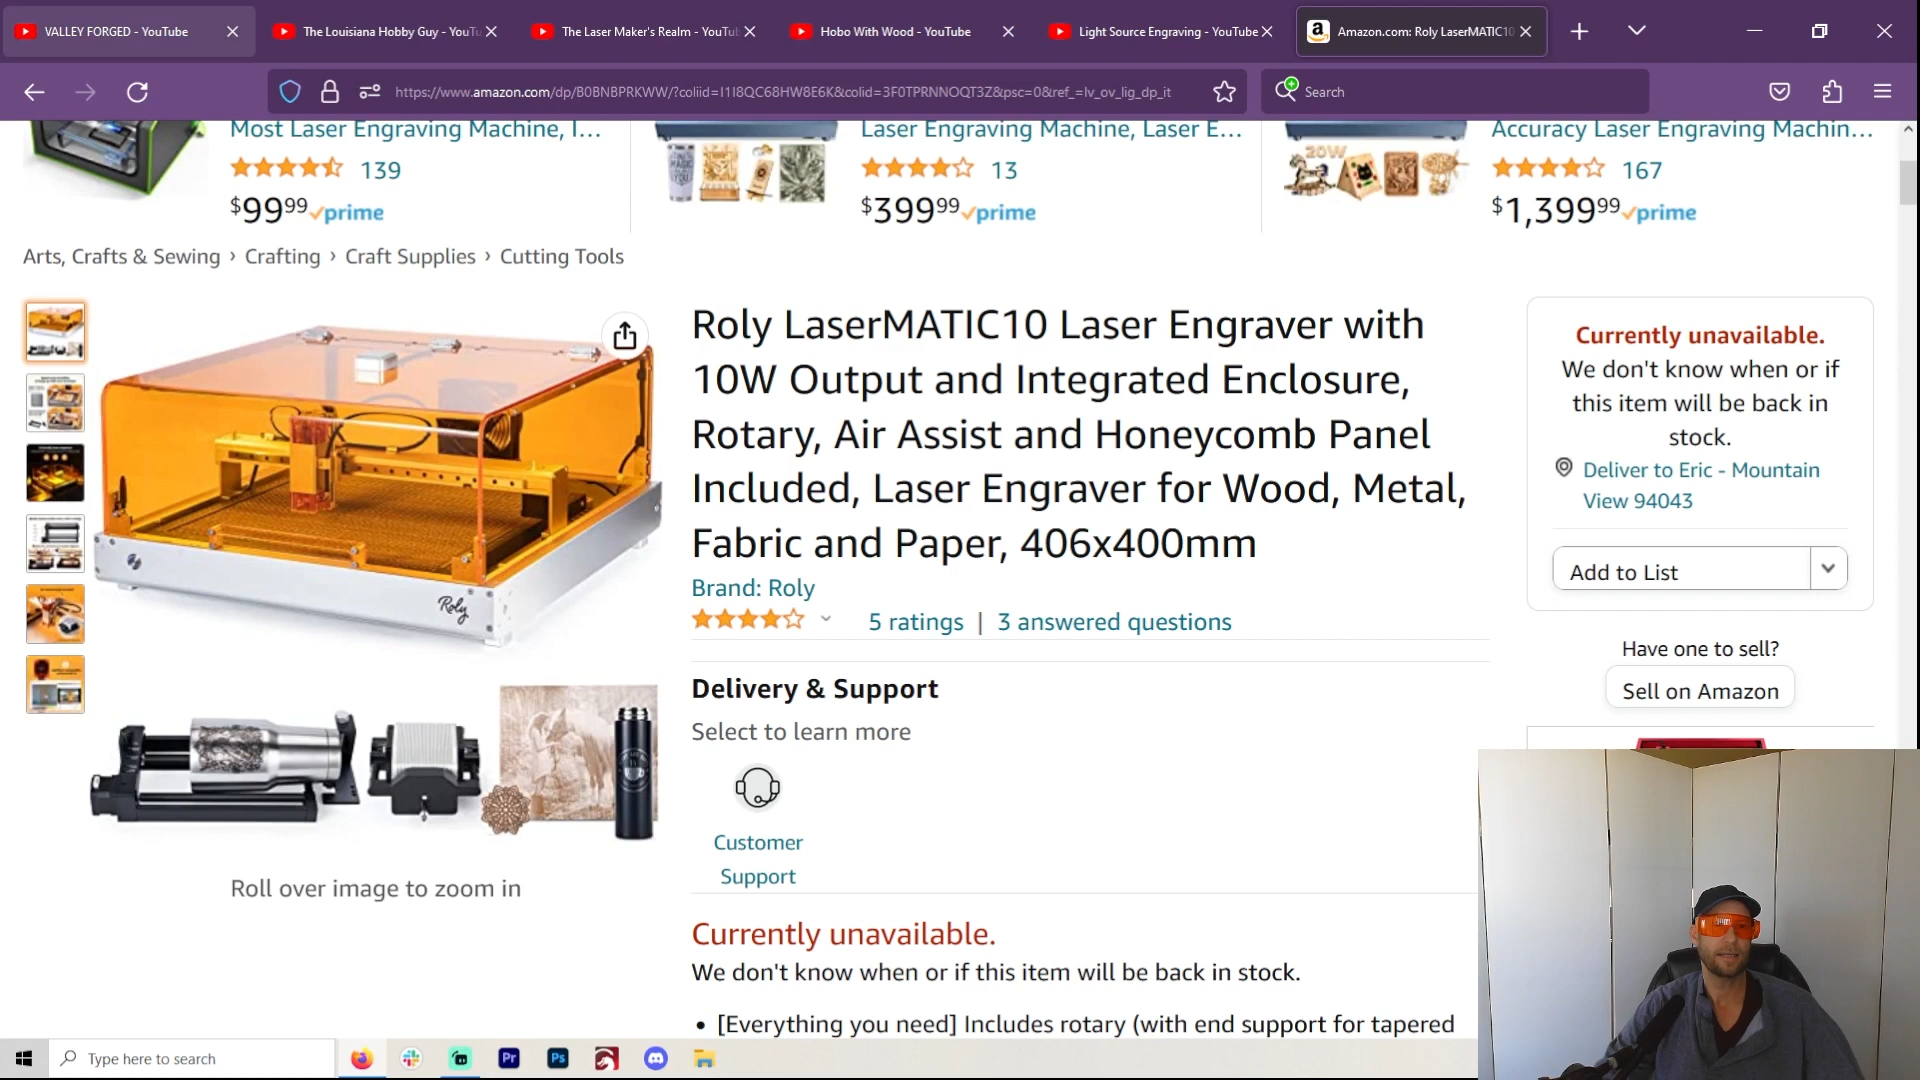 VALLEY FORGED - YouTube
The Louisiana Hobby Guy - YouTu
The Laser Maker's Realm - YouTub
Hobo With Wood - YouTube
Light Source Engraving - YouTube
Amazon.com: Roly LaserMATIC10
https://www.amazon.com/dp/B0BNBPRKWW/?coliid=I1I8QC68HW8E6K&colid=3F0TPRNNOQT3Z&psc=0&ref_=lv_ov_lig_dp_it
Search
Most Laser Engraving Machine, I...
139
$99⁹⁹ prime
Laser Engraving Machine, Laser E...
13
$399⁹⁹ prime
20W
Accuracy Laser Engraving Machin...
167
$1,399⁹⁹ prime
Arts, Crafts & Sewing › Crafting › Craft Supplies › Cutting Tools
Roly
Roll over image to zoom in
Roly LaserMATIC10 Laser Engraver with
10W Output and Integrated Enclosure,
Rotary, Air Assist and Honeycomb Panel
Included, Laser Engraver for Wood, Metal,
Fabric and Paper, 406x400mm
Brand: Roly
5 ratings | 3 answered questions
Delivery & Support
Select to learn more
Customer
Support
Currently unavailable.
We don't know when or if this item will be back in stock.
• [Everything you need] Includes rotary (with end support for tapered
Currently unavailable.
We don't know when or if
this item will be back in
stock.
Deliver to Eric - Mountain
View 94043
Add to List
Have one to sell?
Sell on Amazon
Type here to search
Pr
Ps